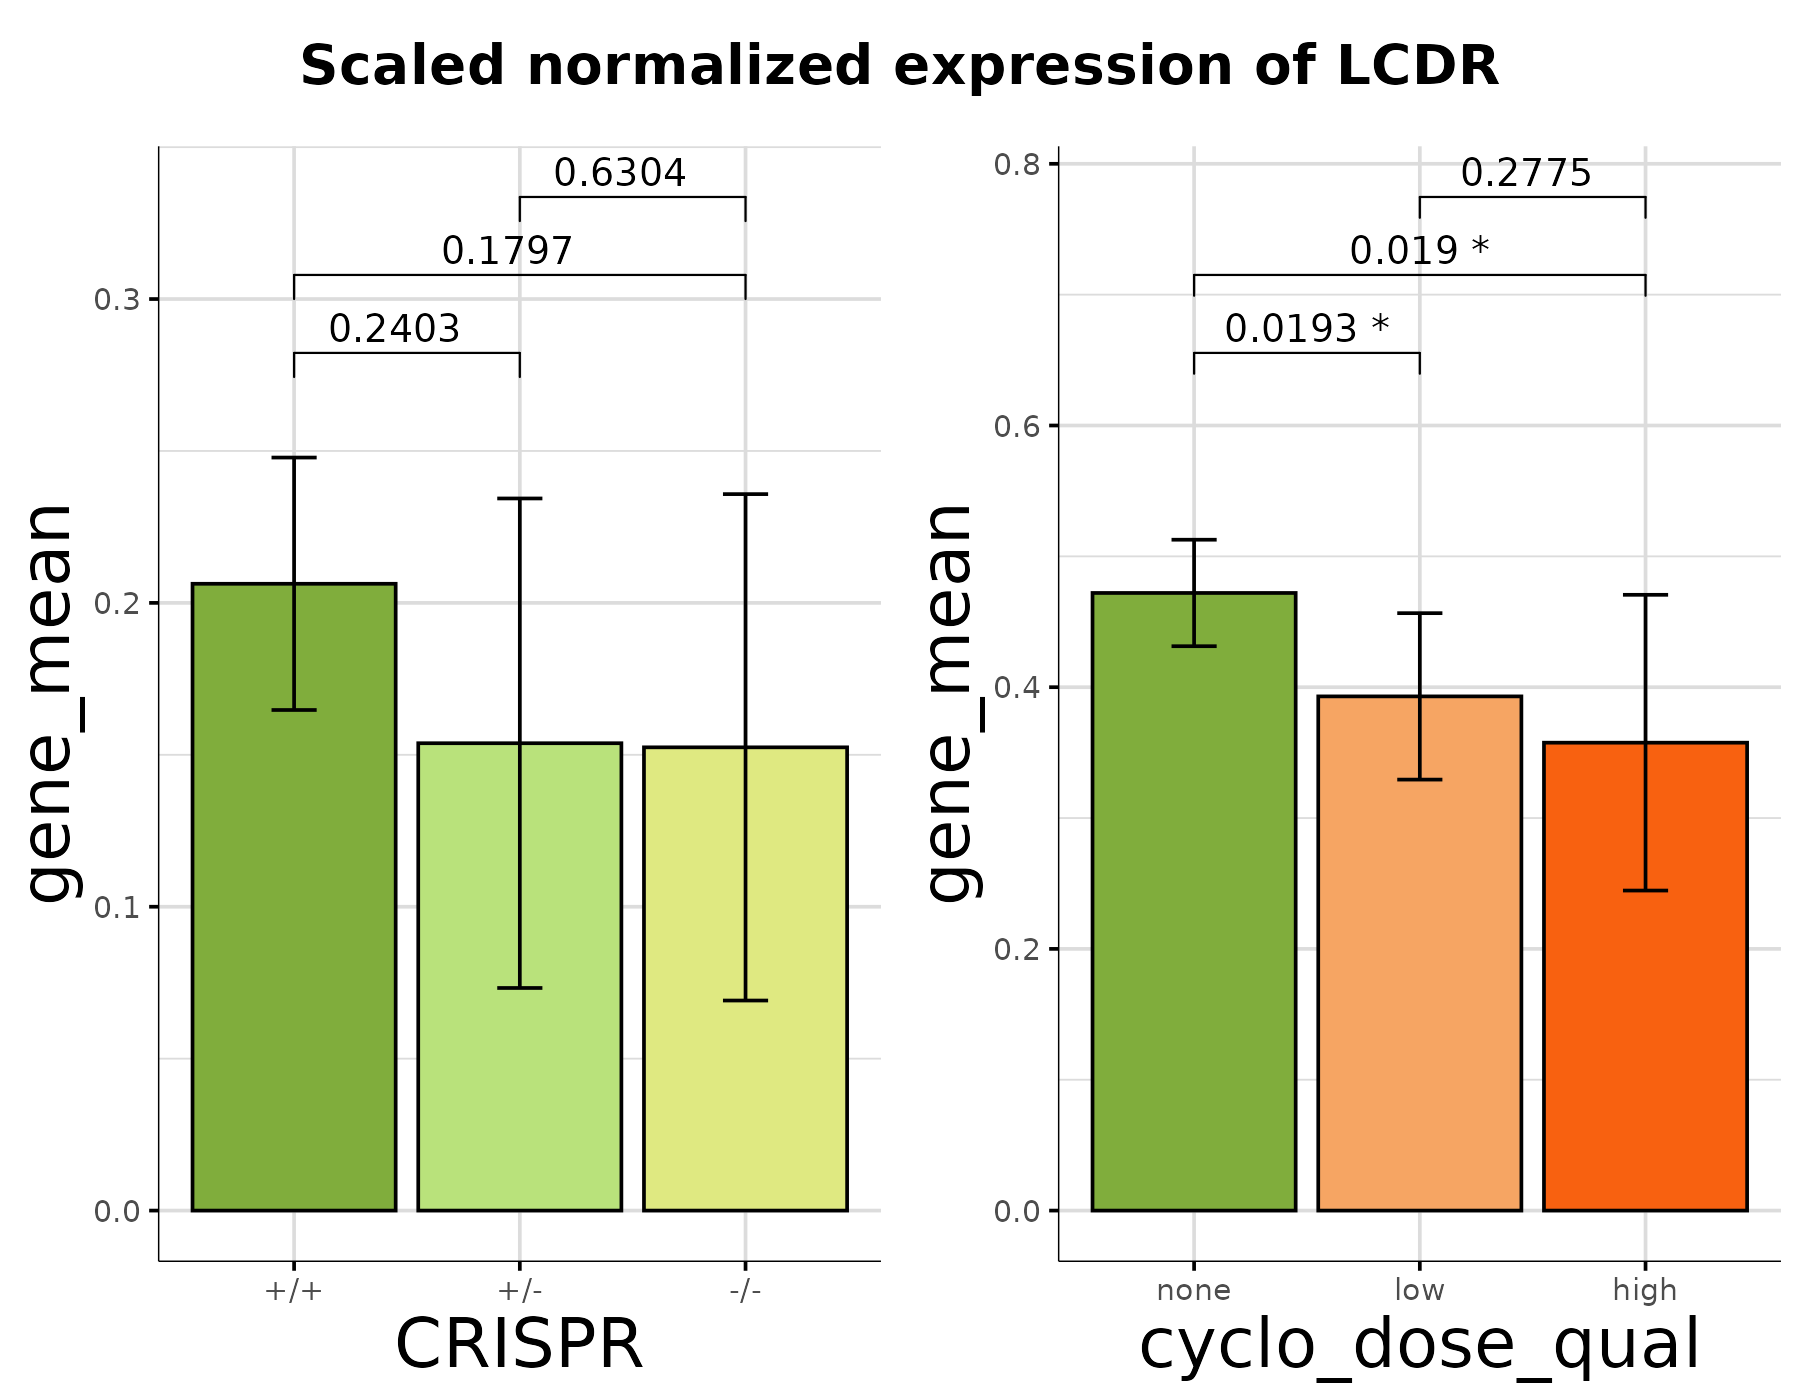 Scaled normalized expression of LCDR
gene_mean
0.3
0.2
0.1
0.0
0.6304
0.1797
0.2403
+/+
+/-
-/-
CRISPR
gene_mean
0.8
0.6
0.4
0.2
0.0
0.2775
0.019 *
0.0193 *
none
low
high
cyclo_dose_qual